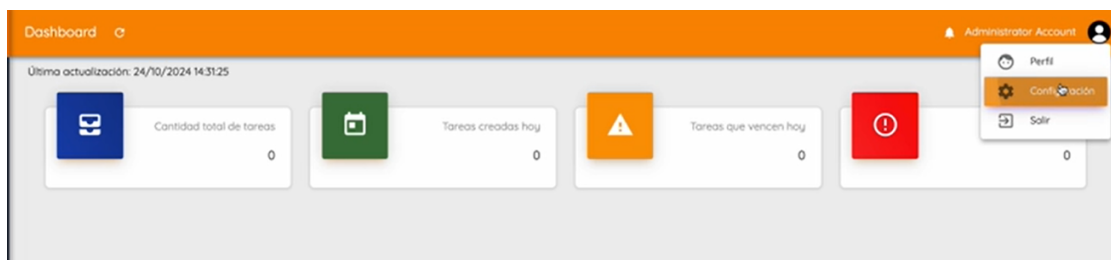 Dashboard
Administrator Account
Perfil
Última actualización: 24/10/2024 14:31:25
Configuración
Salir
Cantidad total de tareas
0
Tareas creadas hoy
0
Tareas que vencen hoy
0
0